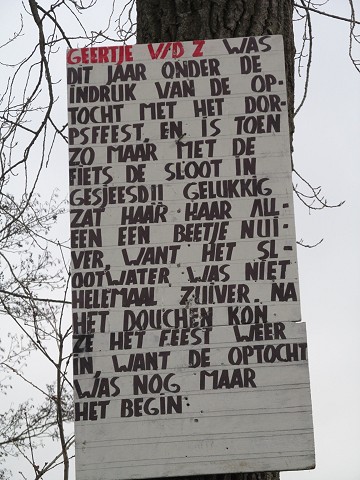 GEERTJE V/D Z WAS
DIT JAAR ONDER DE
INDRUK VAN DE OP-
TOCHT MET HET DOR-
PSFEEST, EN, IS TOEN
ZO MAAR MET DE
FIETS DE SLOOT IN
GESJEESD!! GELUKKIG
ZAT HAAR HAAR ALL-
EEN EEN BEETJE NUI-
VER, WANT HET SL-
OOTWATER WAS NIET
HELEMAAL ZUIVER. NA
HET DOUCHEN KON
ZE HET FEEST WEER
IN, WANT DE OPTOCHT
WAS NOG MAAR
HET BEGIN.